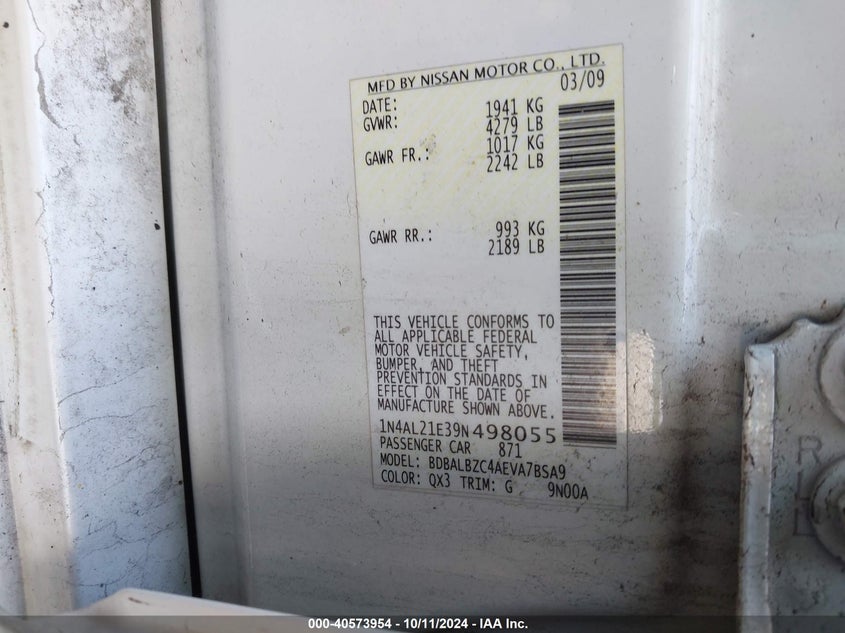 MFD BY NISSAN MOTOR CO., LTD.
DATE: 03/09
GVWR: 1941 KG
4279 LB
GAWR FR.: 1017 KG
2242 LB
GAWR RR.: 993 KG
2189 LB
THIS VEHICLE CONFORMS TO
ALL APPLICABLE FEDERAL
MOTOR VEHICLE SAFETY,
BUMPER, AND THEFT
PREVENTION STANDARDS IN
EFFECT ON THE DATE OF
MANUFACTURE SHOWN ABOVE.
1N4AL21E39N498055
PASSENGER CAR 871
MODEL: BDBALBZC4AEVA7BSA9
COLOR: QX3 TRIM: G 9N00A
000-40573954 - 10/11/2024 - IAA Inc.